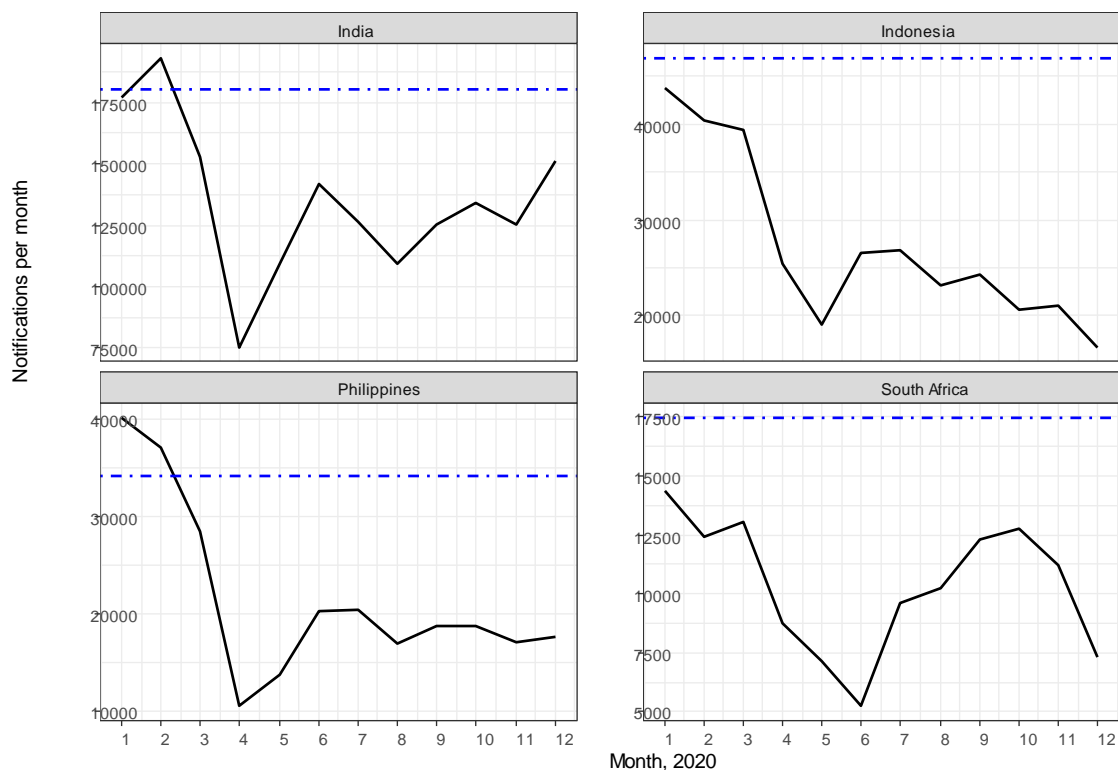 India
Indonesia
175000
150000
125000
100000
75000
40000
30000
20000
Notifications per month
Philippines
South Africa
40000
30000
20000
10000
17500
15000
12500
10000
7500
5000
1 2 3 4 5 6 7 8 9 10 11 12
1 2 3 4 5 6 7 8 9 10 11 12
Month, 2020